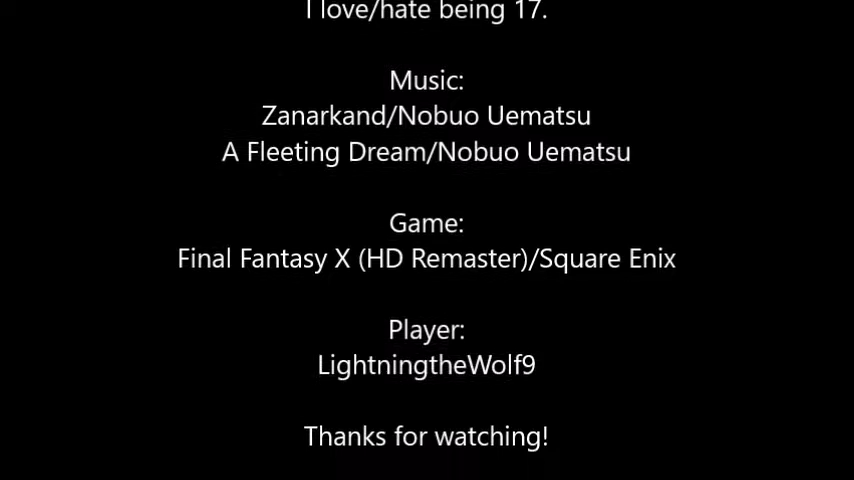 I love/hate being 17.
Music:
Zanarkand/Nobuo Uematsu
A Fleeting Dream/Nobuo Uematsu
Game:
Final Fantasy X (HD Remaster)/Square Enix
Player:
LightningtheWolf9
Thanks for watching!